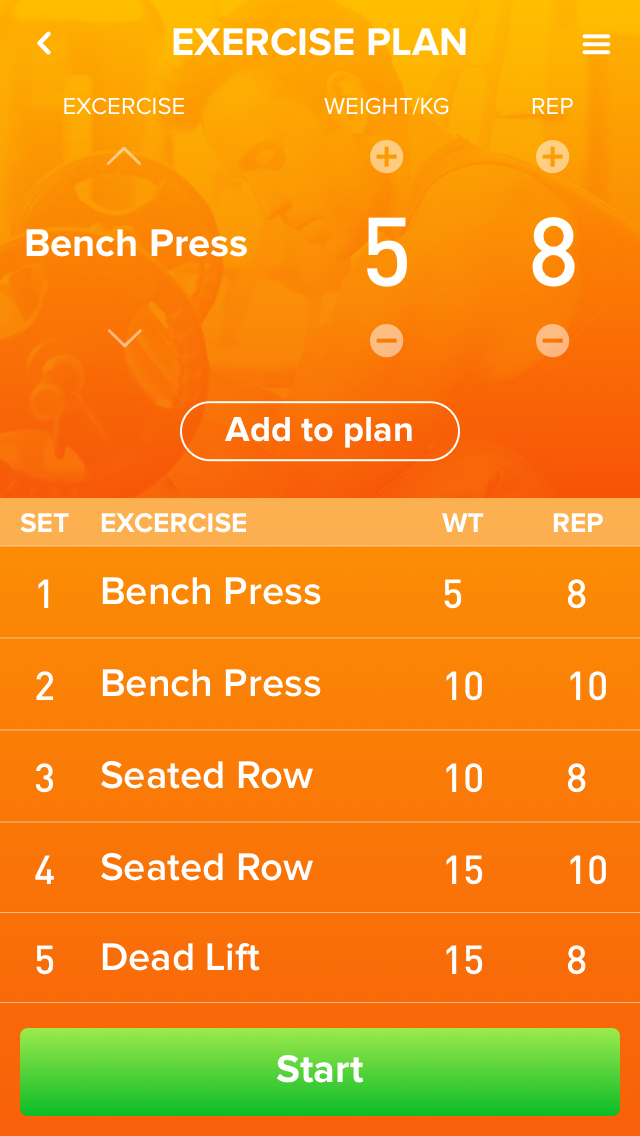 EXERCISE PLAN
EXCERCISE WEIGHT/KG REP
Bench Press 5 8
Add to plan
SET EXCERCISE WT REP
1 Bench Press 5 8
2 Bench Press 10 10
3 Seated Row 10 8
4 Seated Row 15 10
5 Dead Lift 15 8
Start